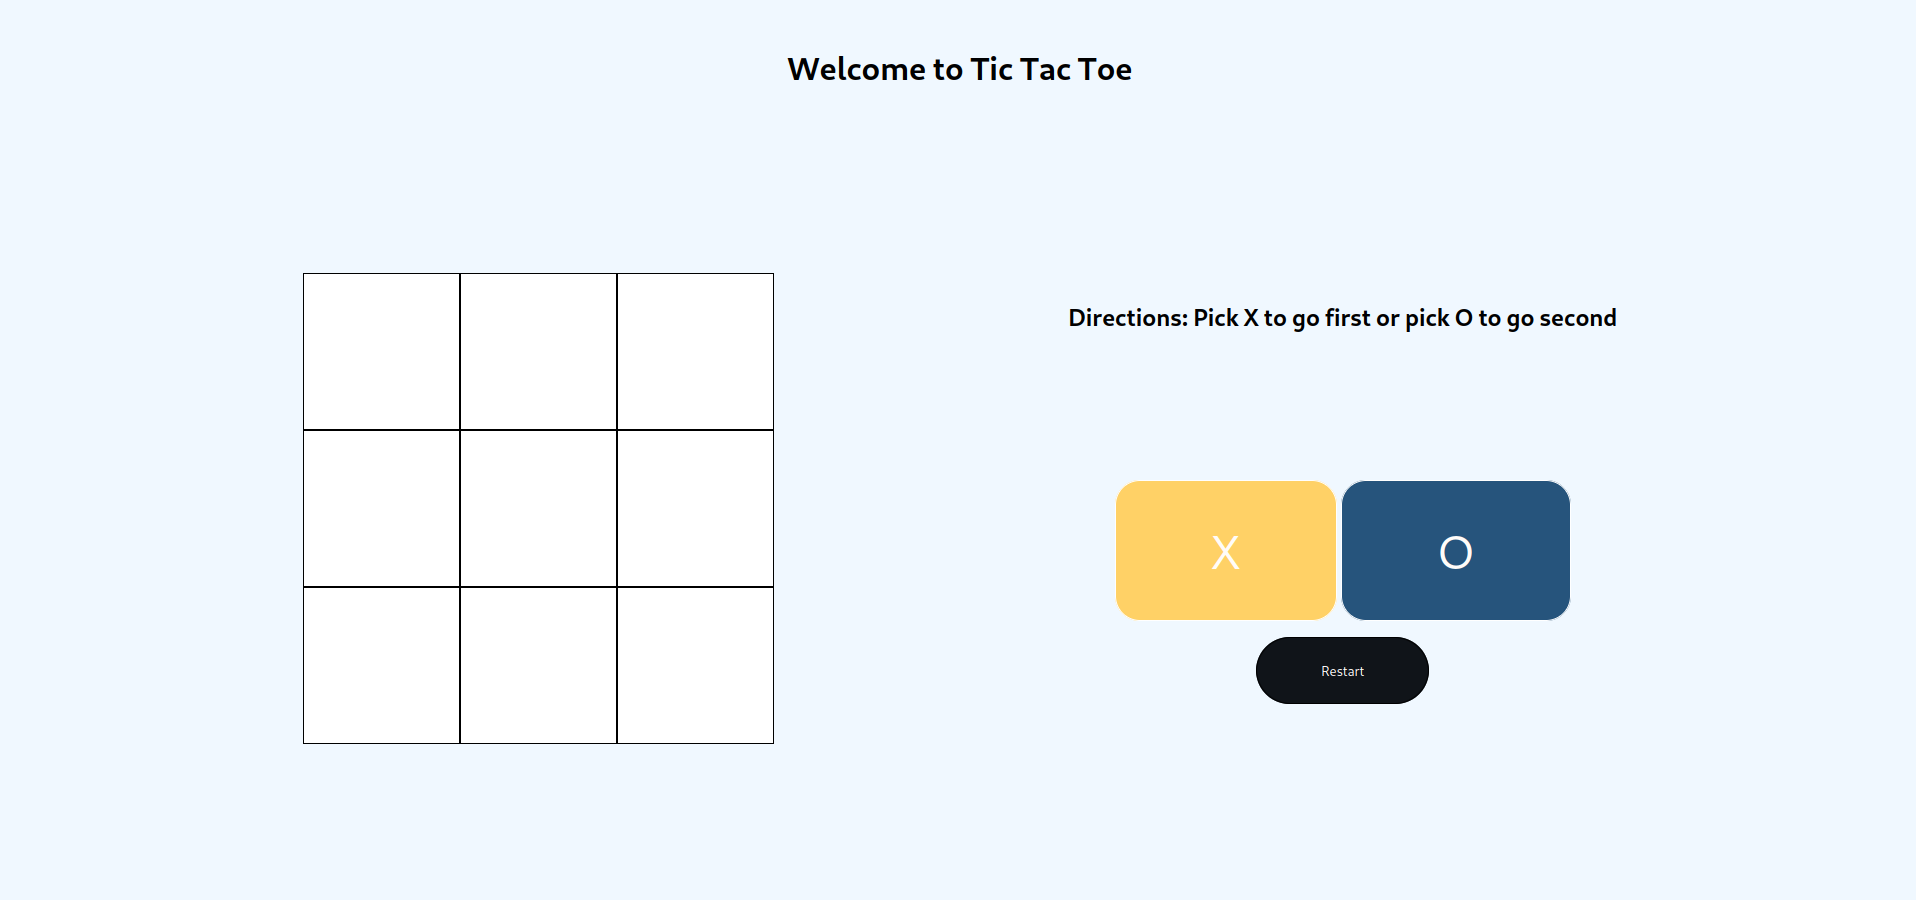 Welcome to Tic Tac Toe
Directions: Pick X to go first or pick O to go second
X
O
Restart